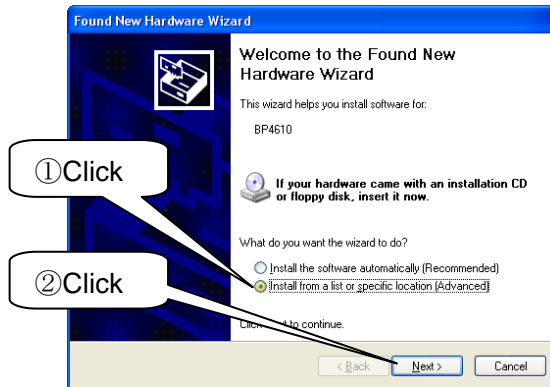 Found New Hardware Wizard
Welcome to the Found New
Hardware Wizard
This wizard helps you install software for:
BP4610
①Click
If your hardware came with an installation CD
or floppy disk, insert it now.
What do you want the wizard to do?
Install the software automatically (Recommended)
②Click
Install from a list or specific location (Advanced)
to continue.
< Back
Next >
Cancel